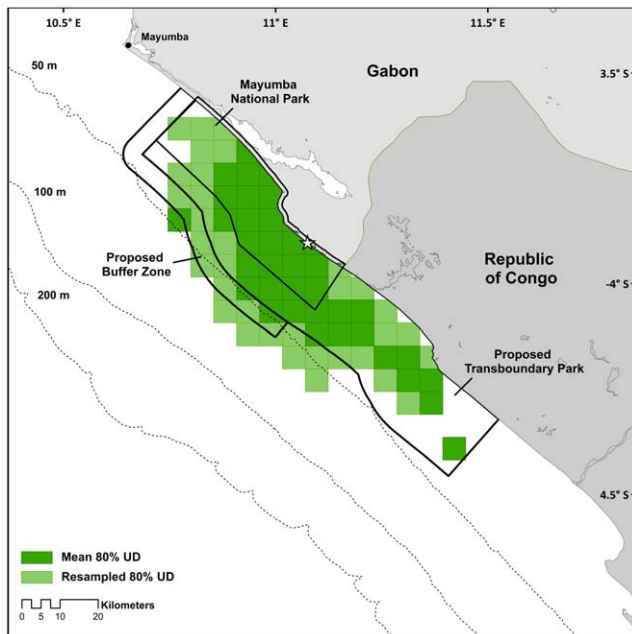 10.5° E
11° E
11.5° E
Mayumba
50 m
Gabon
3.5° S
Mayumba
National Park
100 m
Proposed
Buffer Zone
Republic
of Congo
-4° S
200 m
Proposed
Transboundary Park
4.5° S
Mean 80% UD
Resampled 80% UD
Kilometers
0 5 10 20